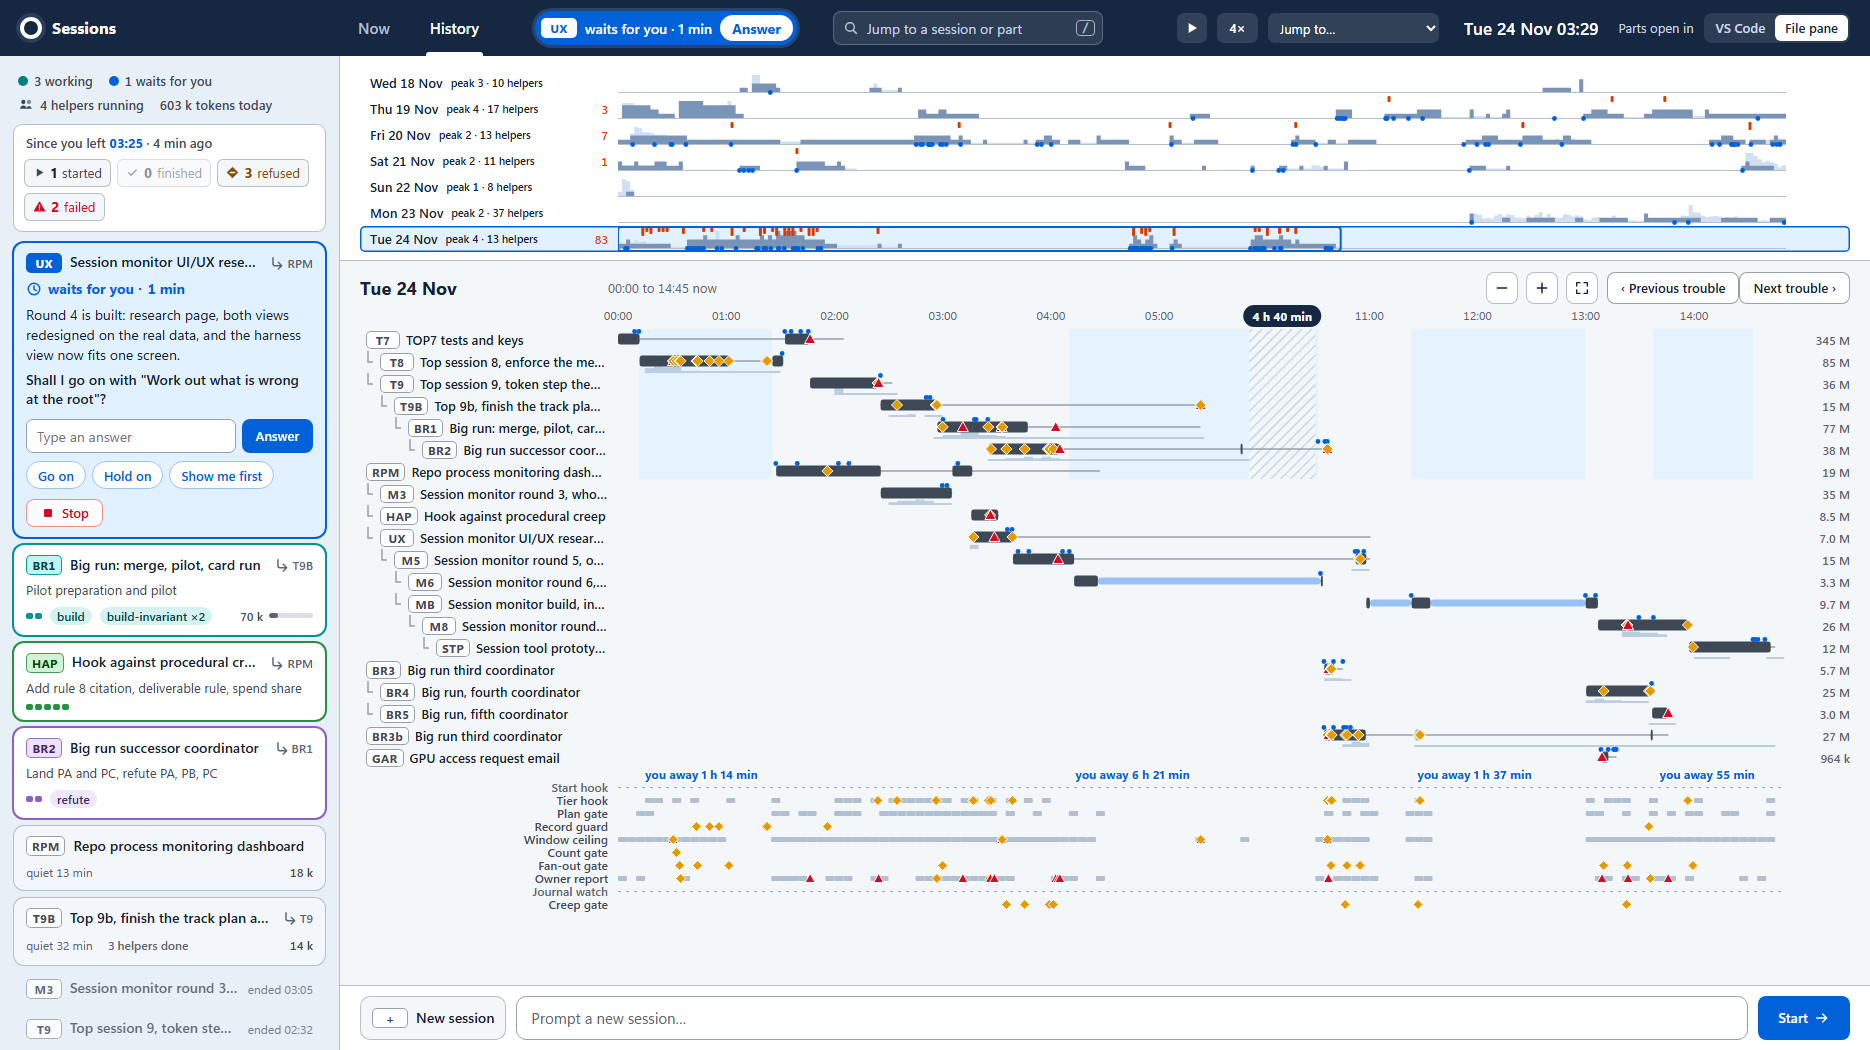 Sessions
Now
History
UX waits for you · 1 min Answer
Jump to a session or part /
4×
Jump to...
Tue 24 Nov 03:29
Parts open in
VS Code
File pane
3 working
1 waits for you
4 helpers running
603 k tokens today
Since you left 03:25 · 4 min ago
1 started
0 finished
3 refused
2 failed
UX Session monitor UI/UX rese... RPM
waits for you · 1 min
Round 4 is built: research page, both views
redesigned on the real data, and the harness
view now fits one screen.
Shall I go on with "Work out what is wrong
at the root"?
Type an answer
Answer
Go on
Hold on
Show me first
Stop
BR1 Big run: merge, pilot, card run T9B
Pilot preparation and pilot
build
build-invariant ×2
70 k
HAP Hook against procedural cr... RPM
Add rule 8 citation, deliverable rule, spend share
BR2 Big run successor coordinator BR1
Land PA and PC, refute PA, PB, PC
refute
RPM Repo process monitoring dashboard
quiet 13 min 18 k
T9B Top 9b, finish the track plan a... T9
quiet 32 min 3 helpers done 14 k
M3 Session monitor round 3... ended 03:05
T9 Top session 9, token ste... ended 02:32
Wed 18 Nov peak 3 · 10 helpers
Thu 19 Nov peak 4 · 17 helpers 3
Fri 20 Nov peak 2 · 13 helpers 7
Sat 21 Nov peak 2 · 11 helpers 1
Sun 22 Nov peak 1 · 8 helpers
Mon 23 Nov peak 2 · 37 helpers
Tue 24 Nov peak 4 · 13 helpers 83
Tue 24 Nov
00:00 to 14:45 now
− +
‹ Previous trouble
Next trouble ›
00:00 01:00 02:00 03:00 04:00 05:00 4 h 40 min 11:00 12:00 13:00 14:00
T7 TOP7 tests and keys 345 M
T8 Top session 8, enforce the me... 85 M
T9 Top session 9, token step the... 36 M
T9B Top 9b, finish the track pla... 15 M
BR1 Big run: merge, pilot, car... 77 M
BR2 Big run successor coor... 38 M
RPM Repo process monitoring dash... 19 M
M3 Session monitor round 3, who... 35 M
HAP Hook against procedural creep 8.5 M
UX Session monitor UI/UX resear... 7.0 M
M5 Session monitor round 5, o... 15 M
M6 Session monitor round 6,... 3.3 M
MB Session monitor build, in... 9.7 M
M8 Session monitor round... 26 M
STP Session tool prototy... 12 M
BR3 Big run third coordinator 5.7 M
BR4 Big run, fourth coordinator 25 M
BR5 Big run, fifth coordinator 3.0 M
BR3b Big run third coordinator 27 M
GAR GPU access request email 964 k
you away 1 h 14 min
you away 6 h 21 min
you away 1 h 37 min
you away 55 min
Start hook
Tier hook
Plan gate
Record guard
Window ceiling
Count gate
Fan-out gate
Owner report
Journal watch
Creep gate
+ New session
Prompt a new session...
Start →